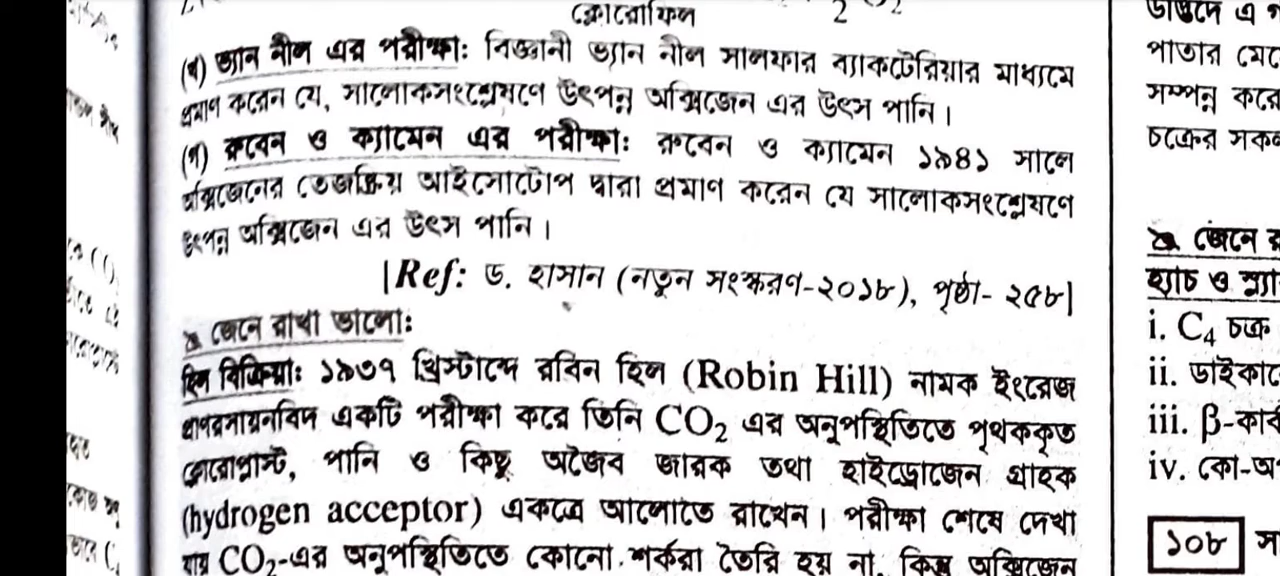 ক্লোরোফিল
2
2
(খ) ভ্যান নীল এর পরীক্ষা: বিজ্ঞানী ভ্যান নীল সালফার ব্যাকটেরিয়ার মাধ্যমে
প্রমাণ করেন যে, সালোকসংশ্লেষণে উৎপন্ন অক্সিজেন এর উৎস পানি।
(গ) রুবেন ও ক্যামেন এর পরীক্ষা: রুবেন ও ক্যামেন ১৯৪১ সালে
অক্সিজেনের তেজস্ক্রিয় আইসোটোপ দ্বারা প্রমাণ করেন যে সালোকসংশ্লেষণে
উৎপন্ন অক্সিজেন এর উৎস পানি।
[Ref: ড. হাসান (নতুন সংস্করণ-২০১৮), পৃষ্ঠা- ২৫৮]
জেনে রাখা ভালো:
হিল বিক্রিয়া: ১৯৩৭ খ্রিস্টাব্দে রবিন হিল (Robin Hill) নামক ইংরেজ
প্রাণরসায়নবিদ একটি পরীক্ষা করে তিনি CO₂ এর অনুপস্থিতিতে পৃথককৃত
ক্লোরোপ্লাস্ট, পানি ও কিছু অজৈব জারক তথা হাইড্রোজেন গ্রাহক
(hydrogen acceptor) একত্রে আলোতে রাখেন। পরীক্ষা শেষে দেখা
যায় CO₂-এর অনুপস্থিতিতে কোনো শর্করা তৈরি হয় না, কিন্তু অক্সিজেন
পাতার
সম্পন্ন করে
চক্রের
জেনে
হ্যাচ ও
i. C₄ চক্র
ii.
iii. β-
iv. কো-অ
১০৮